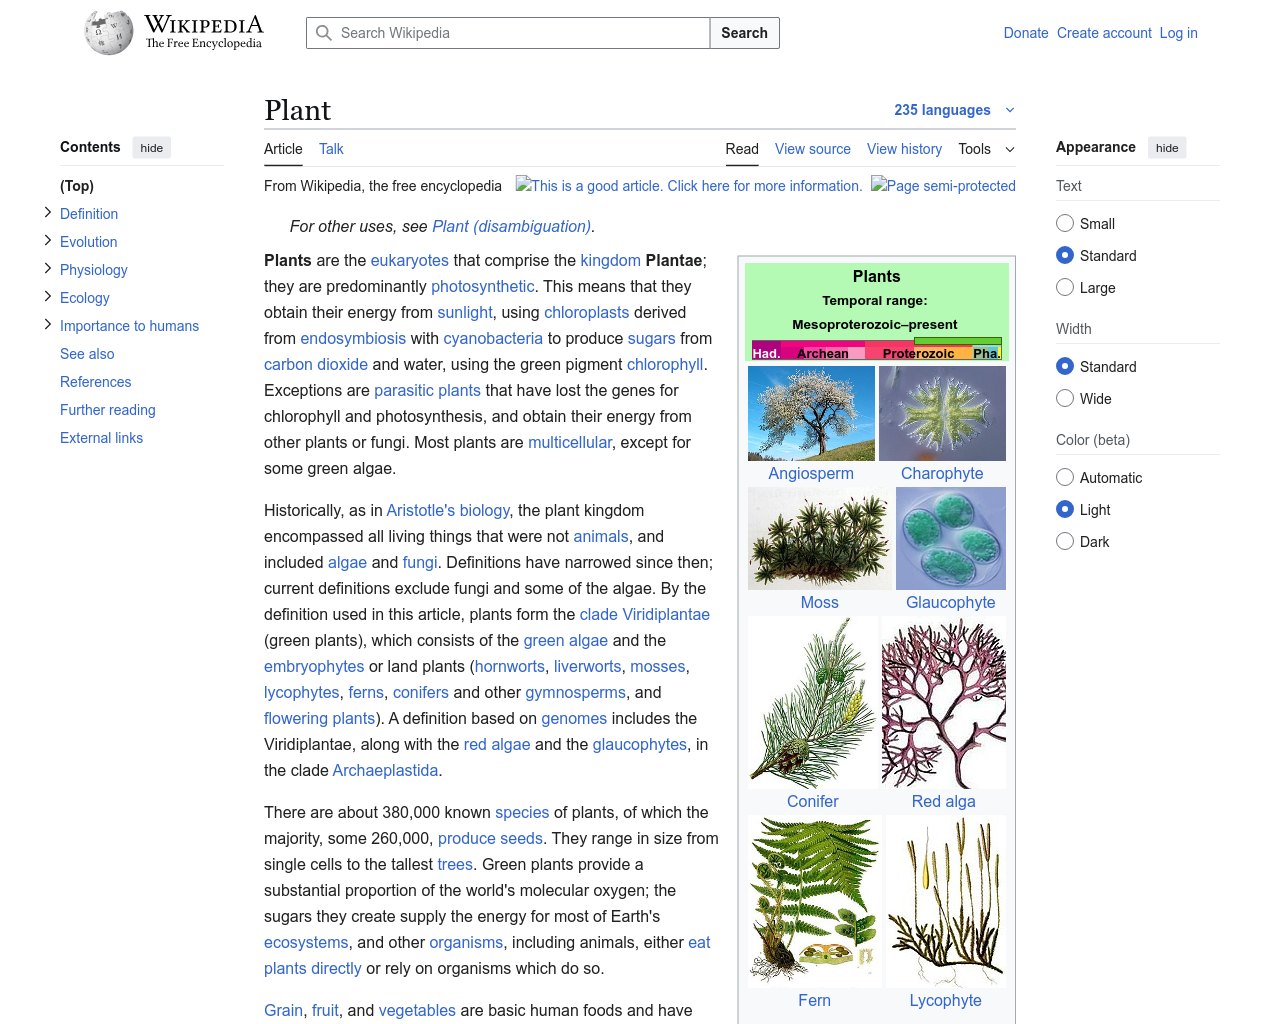 WIKIPEDIA
The Free Encyclopedia
Search Wikipedia
Search
Donate Create account Log in
Plant
235 languages
Article Talk
Read View source View history Tools
From Wikipedia, the free encyclopedia
This is a good article. Click here for more information.
Page semi-protected
Contents hide
(Top)
Definition
Evolution
Physiology
Ecology
Importance to humans
See also
References
Further reading
External links
For other uses, see Plant (disambiguation).
Plants are the eukaryotes that comprise the kingdom Plantae;
they are predominantly photosynthetic. This means that they
obtain their energy from sunlight, using chloroplasts derived
from endosymbiosis with cyanobacteria to produce sugars from
carbon dioxide and water, using the green pigment chlorophyll.
Exceptions are parasitic plants that have lost the genes for
chlorophyll and photosynthesis, and obtain their energy from
other plants or fungi. Most plants are multicellular, except for
some green algae.
Historically, as in Aristotle's biology, the plant kingdom
encompassed all living things that were not animals, and
included algae and fungi. Definitions have narrowed since then;
current definitions exclude fungi and some of the algae. By the
definition used in this article, plants form the clade Viridiplantae
(green plants), which consists of the green algae and the
embryophytes or land plants (hornworts, liverworts, mosses,
lycophytes, ferns, conifers and other gymnosperms, and
flowering plants). A definition based on genomes includes the
Viridiplantae, along with the red algae and the glaucophytes, in
the clade Archaeplastida.
There are about 380,000 known species of plants, of which the
majority, some 260,000, produce seeds. They range in size from
single cells to the tallest trees. Green plants provide a
substantial proportion of the world's molecular oxygen; the
sugars they create supply the energy for most of Earth's
ecosystems, and other organisms, including animals, either eat
plants directly or rely on organisms which do so.
Grain, fruit, and vegetables are basic human foods and have
Plants
Temporal range:
Mesoproterozoic–present
Had. Archean Proterozoic Pha.
Angiosperm Charophyte
Moss Glaucophyte
Conifer Red alga
Fern Lycophyte
Appearance hide
Text
Small
Standard
Large
Width
Standard
Wide
Color (beta)
Automatic
Light
Dark